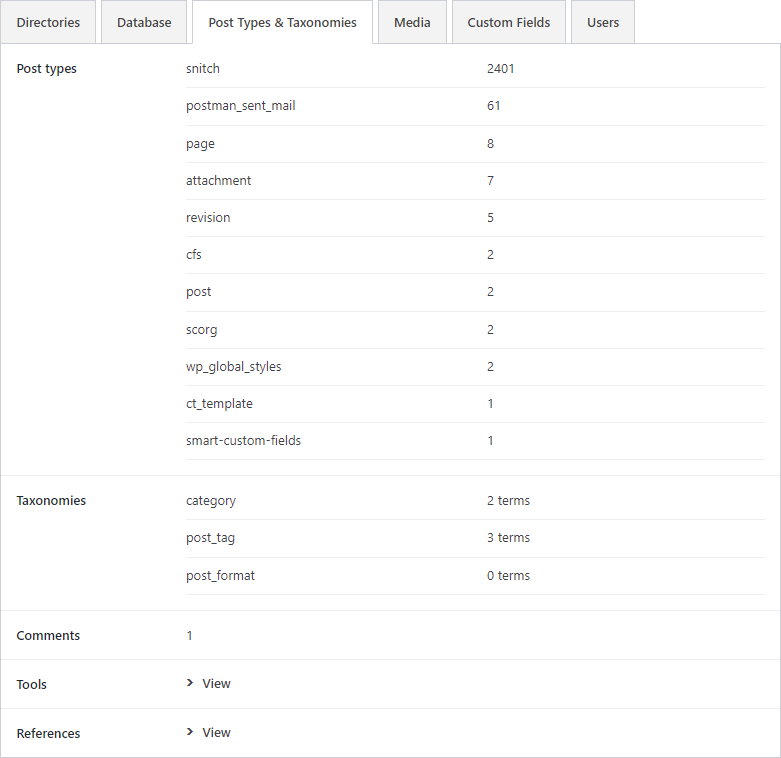 Directories Database Post Types & Taxonomies Media Custom Fields Users
Post types snitch 2401
postman_sent_mail 61
page 8
attachment 7
revision 5
cfs 2
post 2
scorg 2
wp_global_styles 2
ct_template 1
smart-custom-fields 1
Taxonomies category 2 terms
post_tag 3 terms
post_format 0 terms
Comments 1
Tools View
References View